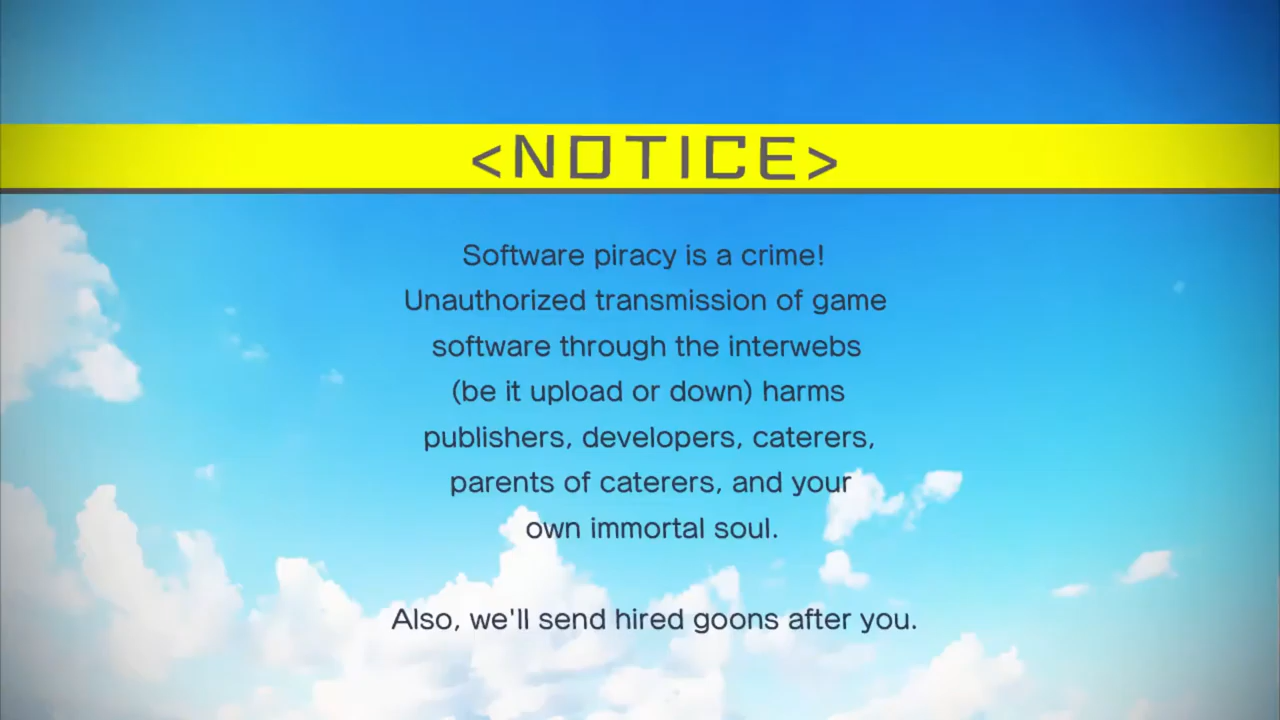 <NOTICE>
Software piracy is a crime!
Unauthorized transmission of game
software through the interwebs
(be it upload or down) harms
publishers, developers, caterers,
parents of caterers, and your
own immortal soul.
Also, we'll send hired goons after you.